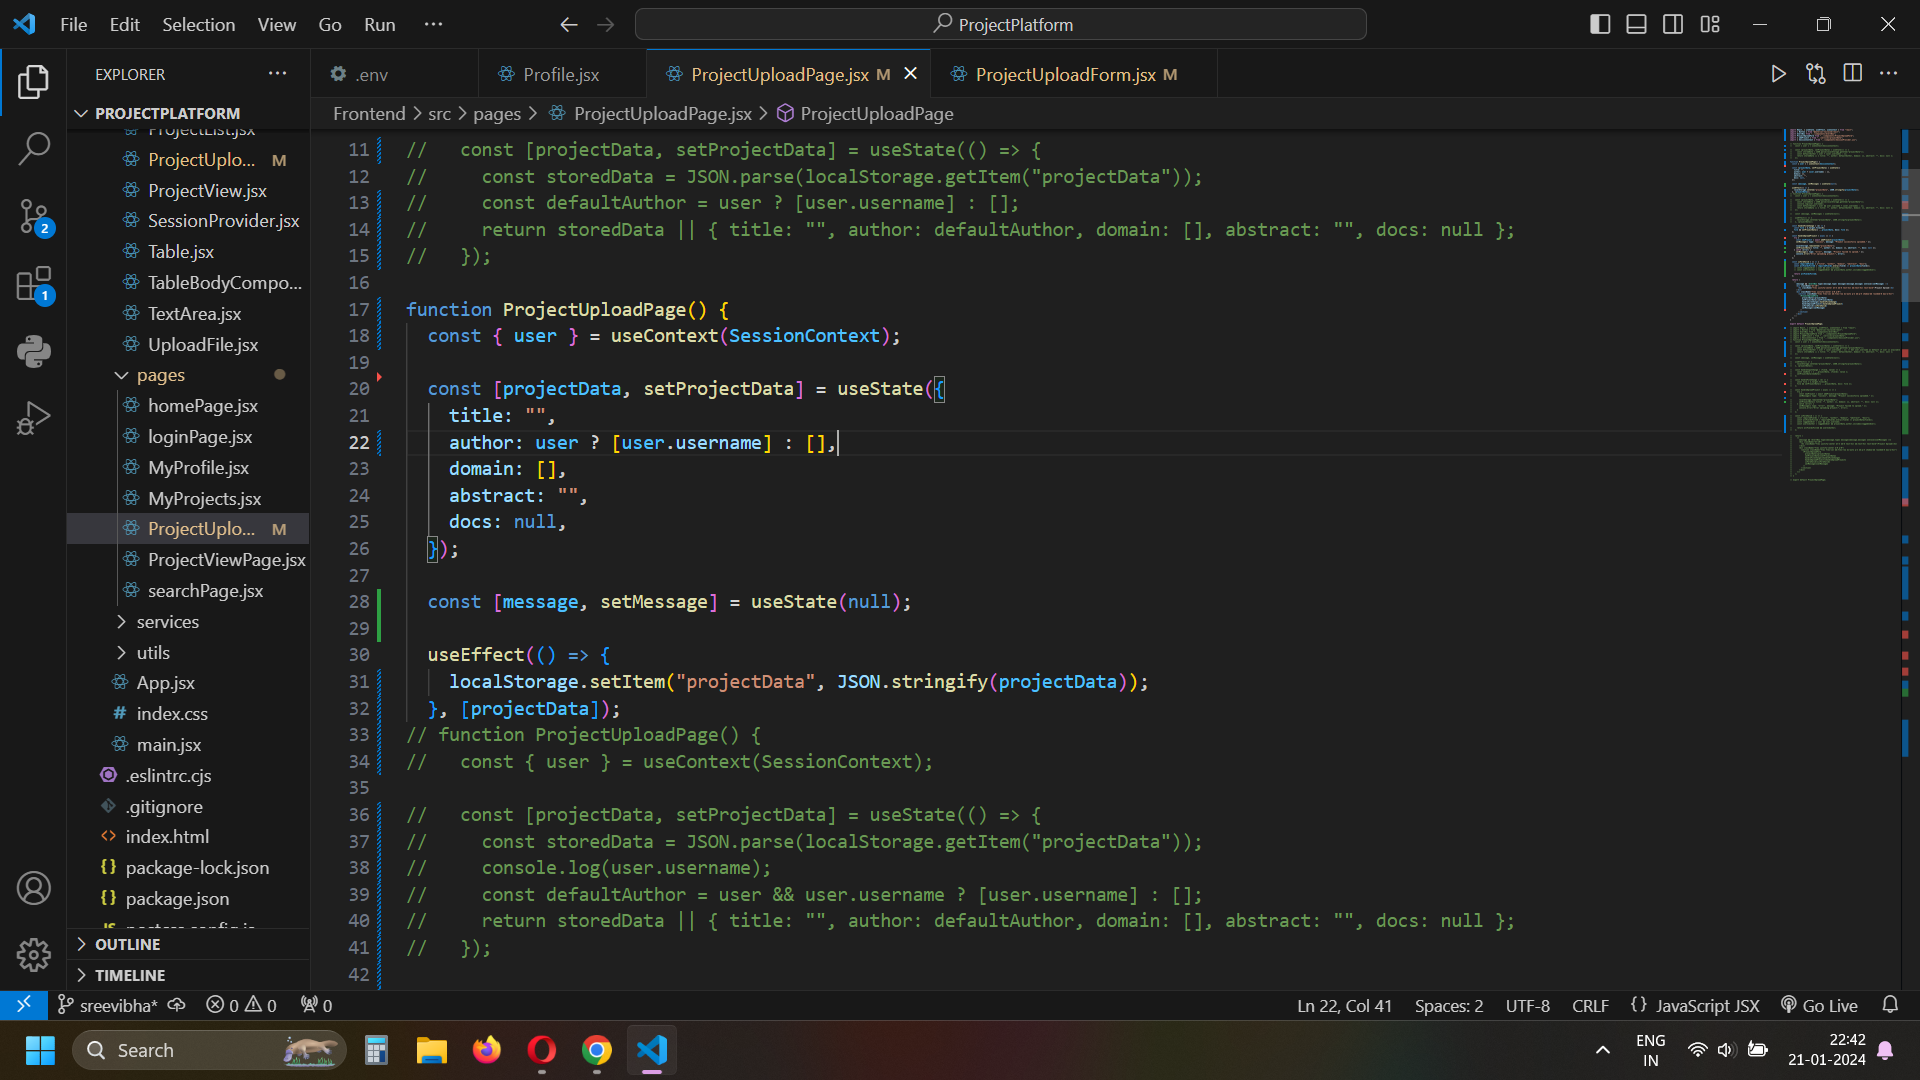 File Edit Selection View Go Run ···
ProjectPlatform
EXPLORER ···
PROJECTPLATFORM
ProjectList.jsx
ProjectUplo... M
ProjectView.jsx
SessionProvider.jsx
Table.jsx
TableBodyCompo...
TextArea.jsx
UploadFile.jsx
pages
homePage.jsx
loginPage.jsx
MyProfile.jsx
MyProjects.jsx
ProjectUplo... M
ProjectViewPage.jsx
searchPage.jsx
services
utils
App.jsx
# index.css
main.jsx
.eslintrc.cjs
.gitignore
<> index.html
{} package-lock.json
{} package.json
OUTLINE
TIMELINE
2
1
.env
Profile.jsx
ProjectUploadPage.jsx M
ProjectUploadForm.jsx M
Frontend > src > pages > ProjectUploadPage.jsx > ProjectUploadPage
11 //   const [projectData, setProjectData] = useState(() => {
12 //     const storedData = JSON.parse(localStorage.getItem("projectData"));
13 //     const defaultAuthor = user ? [user.username] : [];
14 //     return storedData || { title: "", author: defaultAuthor, domain: [], abstract: "", docs: null };
15 //   });
16
17 function ProjectUploadPage() {
18   const { user } = useContext(SessionContext);
19
20   const [projectData, setProjectData] = useState({
21     title: "",
22     author: user ? [user.username] : [],
23     domain: [],
24     abstract: "",
25     docs: null,
26   });
27
28   const [message, setMessage] = useState(null);
29
30   useEffect(() => {
31     localStorage.setItem("projectData", JSON.stringify(projectData));
32   }, [projectData]);
33 // function ProjectUploadPage() {
34 //   const { user } = useContext(SessionContext);
35
36 //   const [projectData, setProjectData] = useState(() => {
37 //     const storedData = JSON.parse(localStorage.getItem("projectData"));
38 //     console.log(user.username);
39 //     const defaultAuthor = user && user.username ? [user.username] : [];
40 //     return storedData || { title: "", author: defaultAuthor, domain: [], abstract: "", docs: null };
41 //   });
42
sreevibha* 0 0 0
Ln 22, Col 41 Spaces: 2 UTF-8 CRLF {} JavaScript JSX Go Live
Search
ENG
IN
22:42
21-01-2024